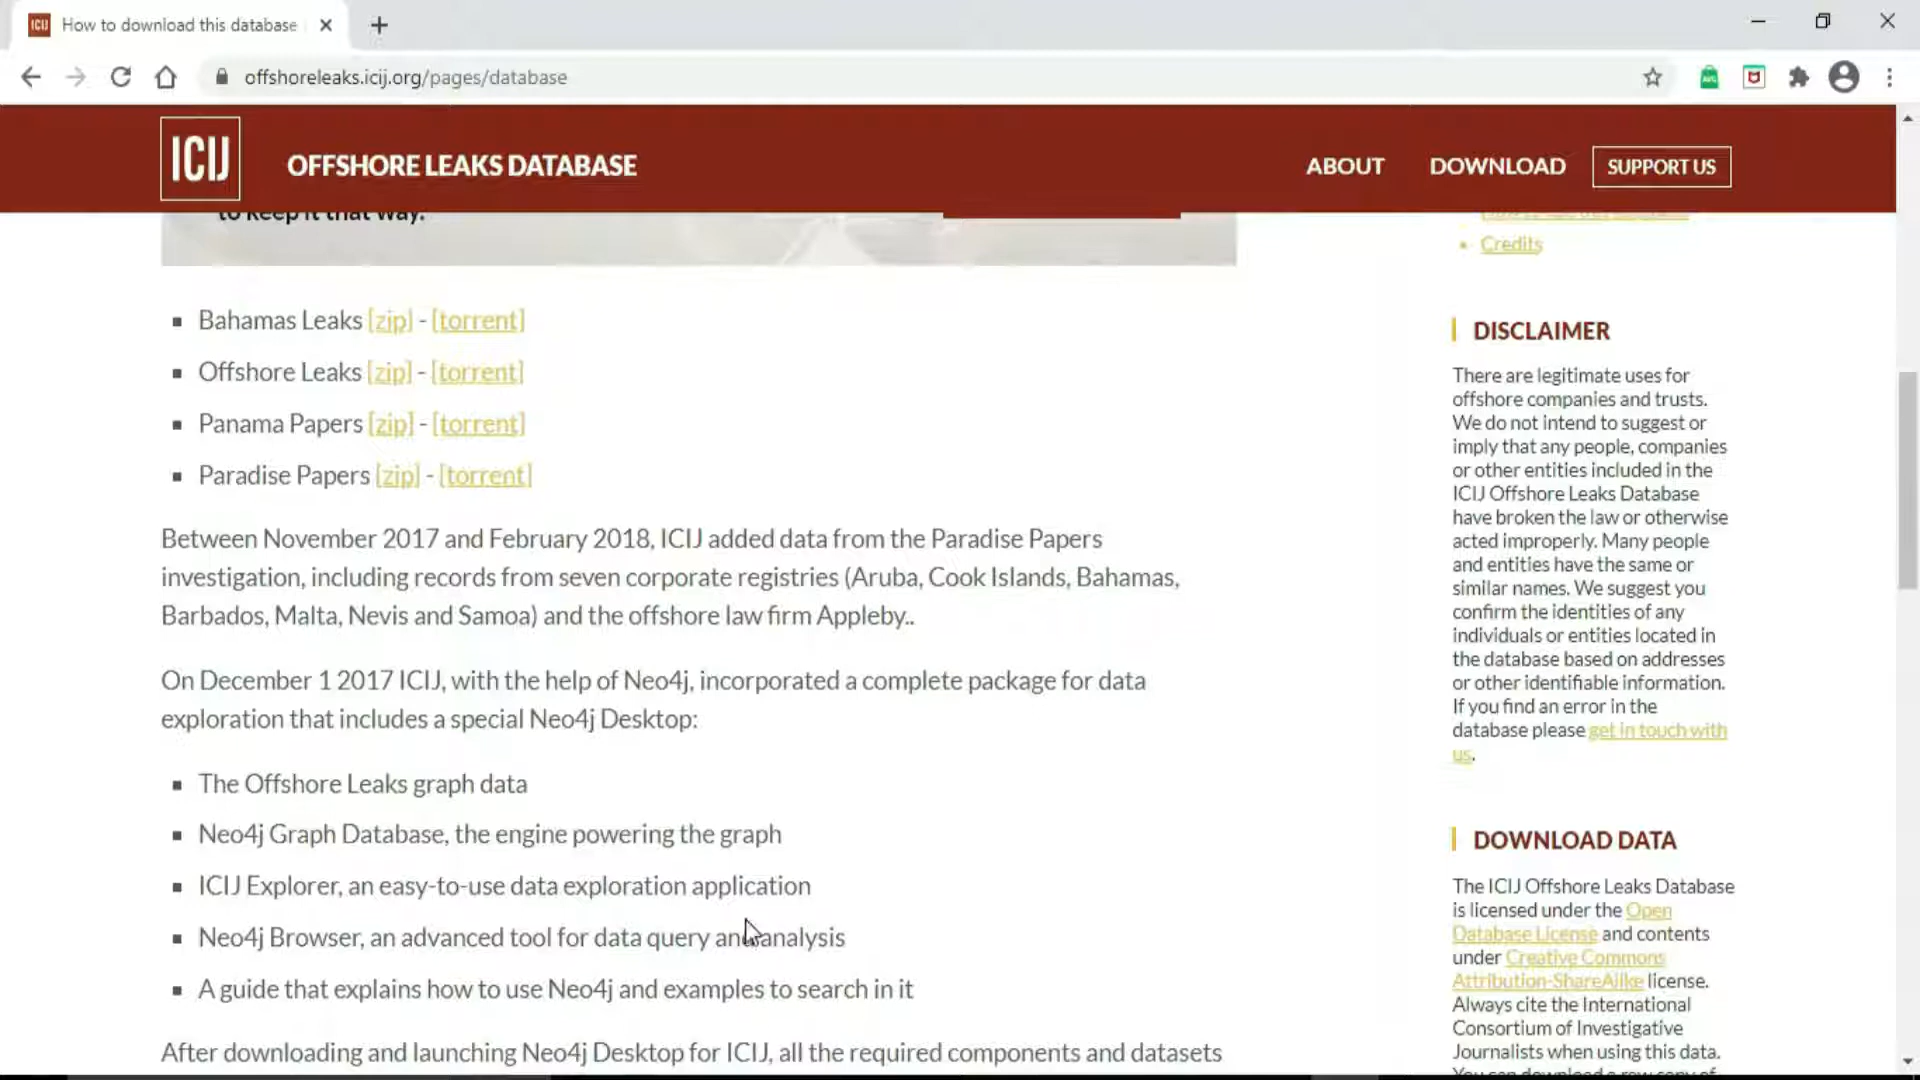 How to download this database
offshoreleaks.icij.org/pages/database
ICIJ
OFFSHORE LEAKS DATABASE
ABOUT
DOWNLOAD
SUPPORT US
to keep it that way.
Bahamas Leaks [zip] - [torrent]
Offshore Leaks [zip] - [torrent]
Panama Papers [zip] - [torrent]
Paradise Papers [zip] - [torrent]
Between November 2017 and February 2018, ICIJ added data from the Paradise Papers
investigation, including records from seven corporate registries (Aruba, Cook Islands, Bahamas,
Barbados, Malta, Nevis and Samoa) and the offshore law firm Appleby..
On December 1 2017 ICIJ, with the help of Neo4j, incorporated a complete package for data
exploration that includes a special Neo4j Desktop:
The Offshore Leaks graph data
Neo4j Graph Database, the engine powering the graph
ICIJ Explorer, an easy-to-use data exploration application
Neo4j Browser, an advanced tool for data query and analysis
A guide that explains how to use Neo4j and examples to search in it
After downloading and launching Neo4j Desktop for ICIJ, all the required components and datasets
Credits
DISCLAIMER
There are legitimate uses for
offshore companies and trusts.
We do not intend to suggest or
imply that any people, companies
or other entities included in the
ICIJ Offshore Leaks Database
have broken the law or otherwise
acted improperly. Many people
and entities have the same or
similar names. We suggest you
confirm the identities of any
individuals or entities located in
the database based on addresses
or other identifiable information.
If you find an error in the
database please get in touch with
us.
DOWNLOAD DATA
The ICIJ Offshore Leaks Database
is licensed under the Open
Database License and contents
under Creative Commons
Attribution-ShareAlike license.
Always cite the International
Consortium of Investigative
Journalists when using this data.
You can download a raw copy of